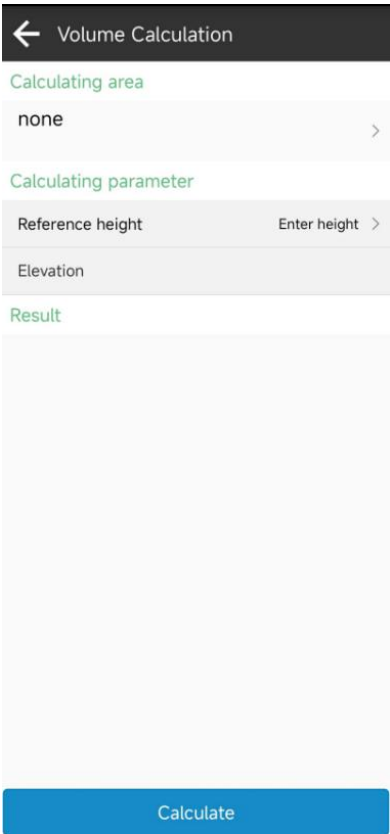 Volume Calculation
Calculating area
none
Calculating parameter
Reference height Enter height
Elevation
Result
Calculate